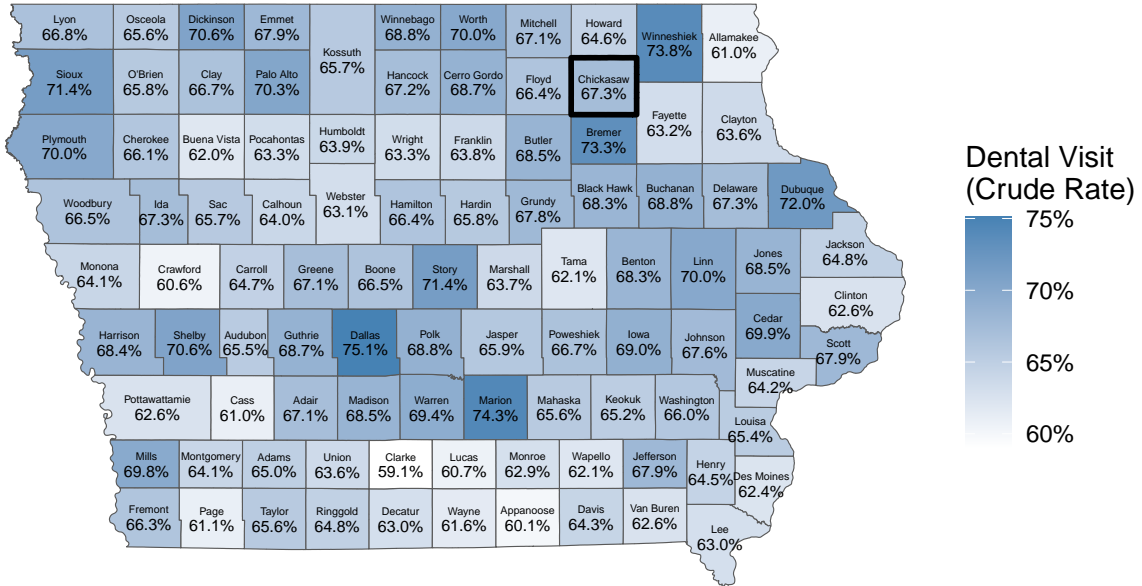 Lyon
66.8%
Osceola
65.6%
Dickinson
70.6%
Emmet
67.9%
Kossuth
65.7%
Winnebago
68.8%
Worth
70.0%
Mitchell
67.1%
Howard
64.6%
Winneshiek
73.8%
Allamakee
61.0%
Sioux
71.4%
O'Brien
65.8%
Clay
66.7%
Palo Alto
70.3%
Hancock
67.2%
Cerro Gordo
68.7%
Floyd
66.4%
Chickasaw
67.3%
Fayette
63.2%
Clayton
63.6%
Plymouth
70.0%
Cherokee
66.1%
Buena Vista
62.0%
Pocahontas
63.3%
Humboldt
63.9%
Wright
63.3%
Franklin
63.8%
Butler
68.5%
Bremer
73.3%
Woodbury
66.5%
Ida
67.3%
Sac
65.7%
Calhoun
64.0%
Webster
63.1%
Hamilton
66.4%
Hardin
65.8%
Grundy
67.8%
Black Hawk
68.3%
Buchanan
68.8%
Delaware
67.3%
Dubuque
72.0%
Monona
64.1%
Crawford
60.6%
Carroll
64.7%
Greene
67.1%
Boone
66.5%
Story
71.4%
Marshall
63.7%
Tama
62.1%
Benton
68.3%
Linn
70.0%
Jones
68.5%
Jackson
64.8%
Clinton
62.6%
Harrison
68.4%
Shelby
70.6%
Audubon
65.5%
Guthrie
68.7%
Dallas
75.1%
Polk
68.8%
Jasper
65.9%
Poweshiek
66.7%
Iowa
69.0%
Johnson
67.6%
Cedar
69.9%
Scott
67.9%
Muscatine
64.2%
Pottawattamie
62.6%
Cass
61.0%
Adair
67.1%
Madison
68.5%
Warren
69.4%
Marion
74.3%
Mahaska
65.6%
Keokuk
65.2%
Washington
66.0%
Louisa
65.4%
Mills
69.8%
Montgomery
64.1%
Adams
65.0%
Union
63.6%
Clarke
59.1%
Lucas
60.7%
Monroe
62.9%
Wapello
62.1%
Jefferson
67.9%
Henry
64.5%
Des Moines
62.4%
Fremont
66.3%
Page
61.1%
Taylor
65.6%
Ringgold
64.8%
Decatur
63.0%
Wayne
61.6%
Appanoose
60.1%
Davis
64.3%
Van Buren
62.6%
Lee
63.0%
Dental Visit
(Crude Rate)
75%
70%
65%
60%